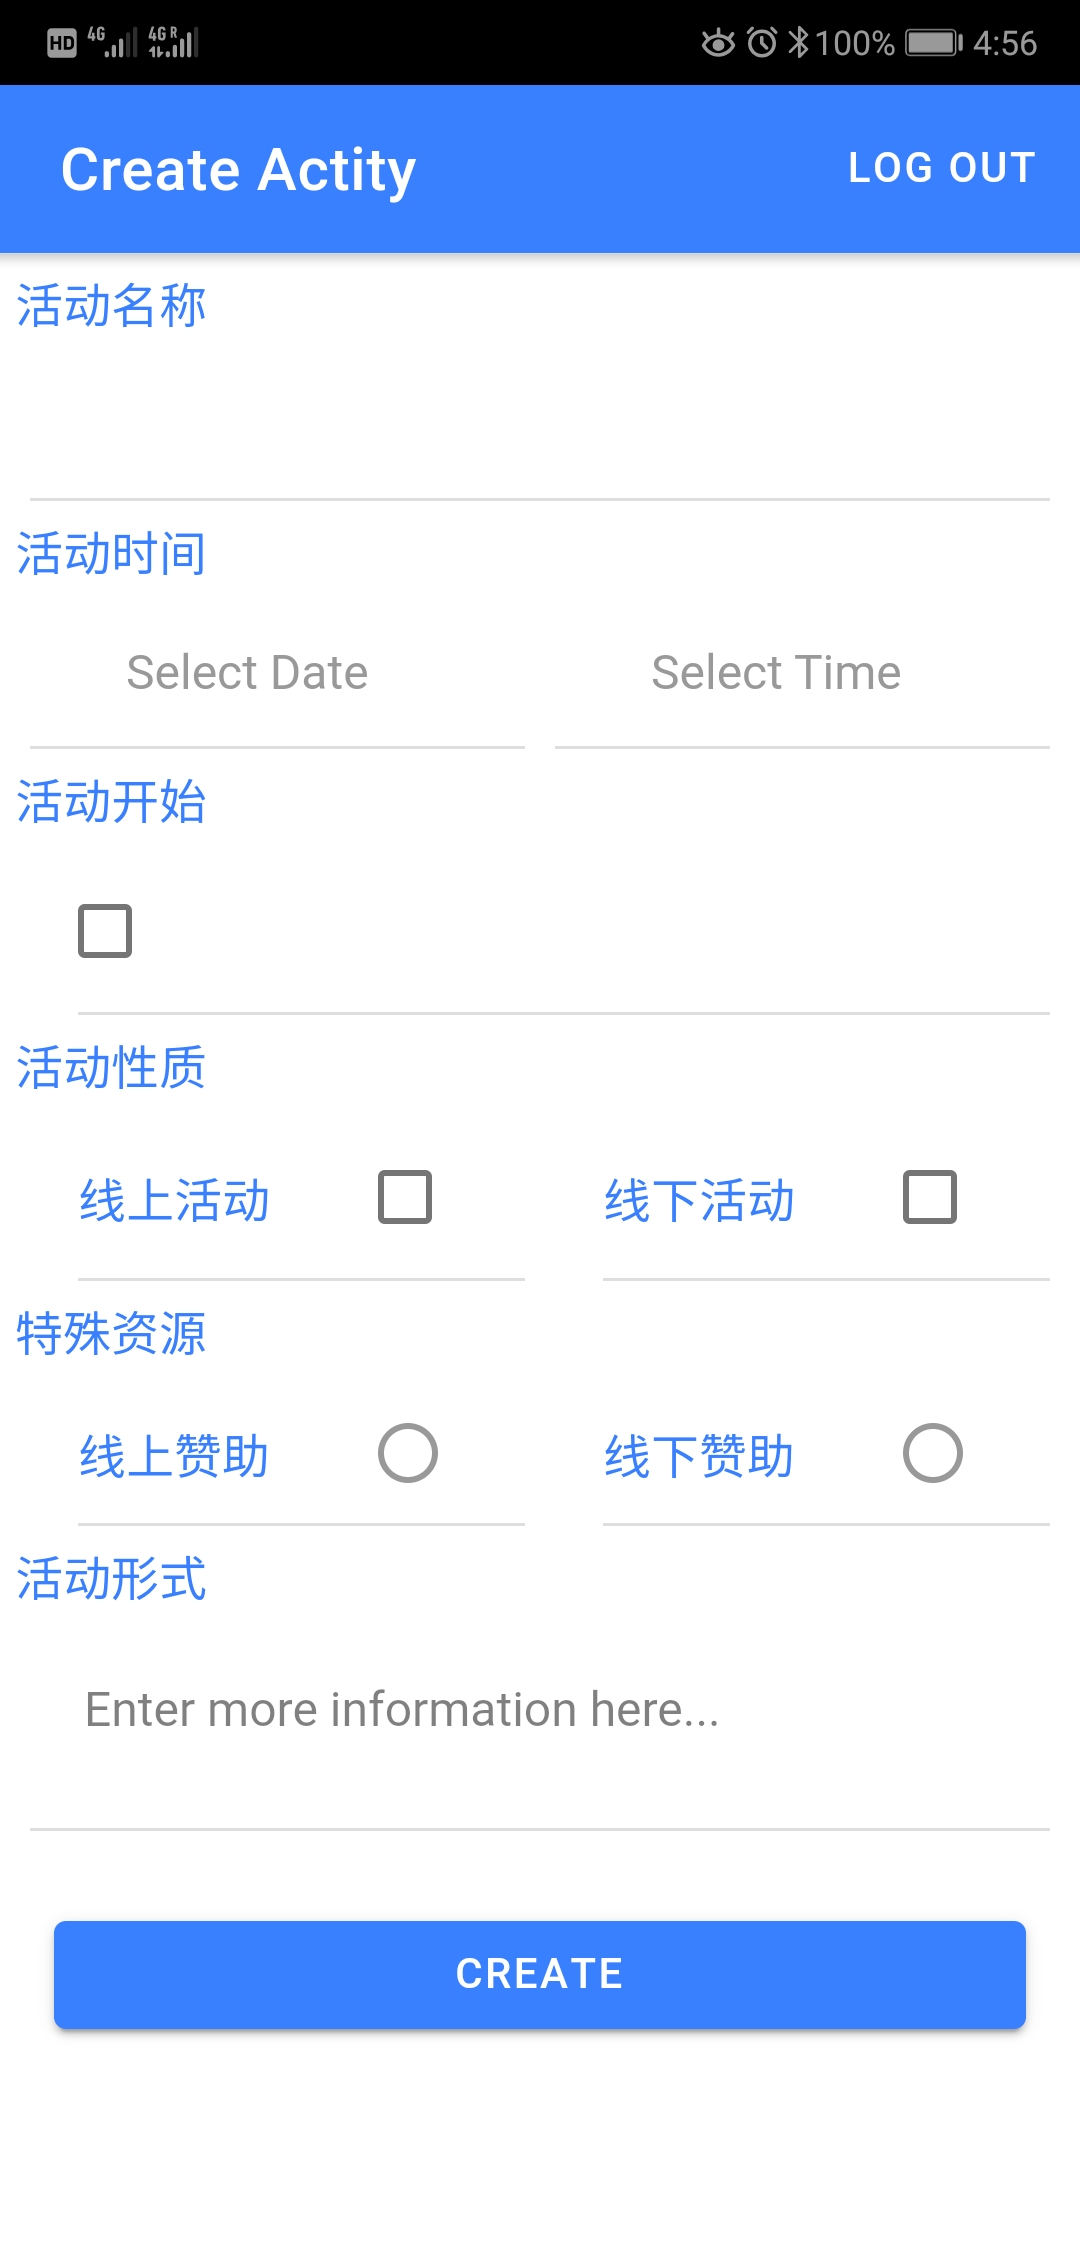 HD 4G 4G R 100% 4:56
Create Actity LOG OUT
活动名称
活动时间
Select Date Select Time
活动开始
活动性质
线上活动 线下活动
特殊资源
线上赞助 线下赞助
活动形式
Enter more information here...
CREATE